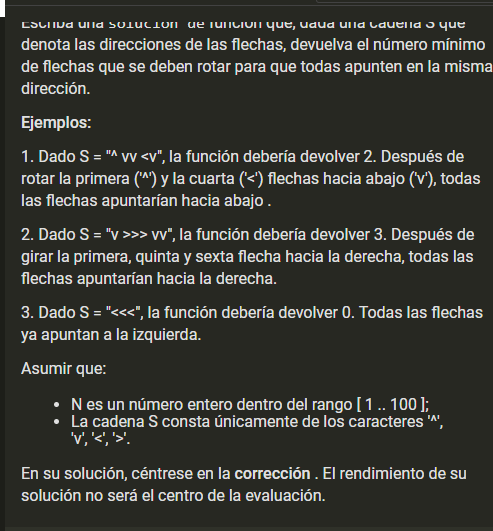 Escriba una solución de función que, dada una cadena S que
denota las direcciones de las flechas, devuelva el número mínimo
de flechas que se deben rotar para que todas apunten en la misma
dirección.
Ejemplos:
1. Dado S = "^ vv <v", la función debería devolver 2. Después de
rotar la primera ('^') y la cuarta ('<') flechas hacia abajo ('v'), todas
las flechas apuntarían hacia abajo .
2. Dado S = "v >>> vv", la función debería devolver 3. Después de
girar la primera, quinta y sexta flecha hacia la derecha, todas las
flechas apuntarían hacia la derecha.
3. Dado S = "<<<", la función debería devolver 0. Todas las flechas
ya apuntan a la izquierda.
Asumir que:
• N es un número entero dentro del rango [ 1 .. 100 ];
• La cadena S consta únicamente de los caracteres '^',
'v', '<', '>'.
En su solución, céntrese en la corrección . El rendimiento de su
solución no será el centro de la evaluación.